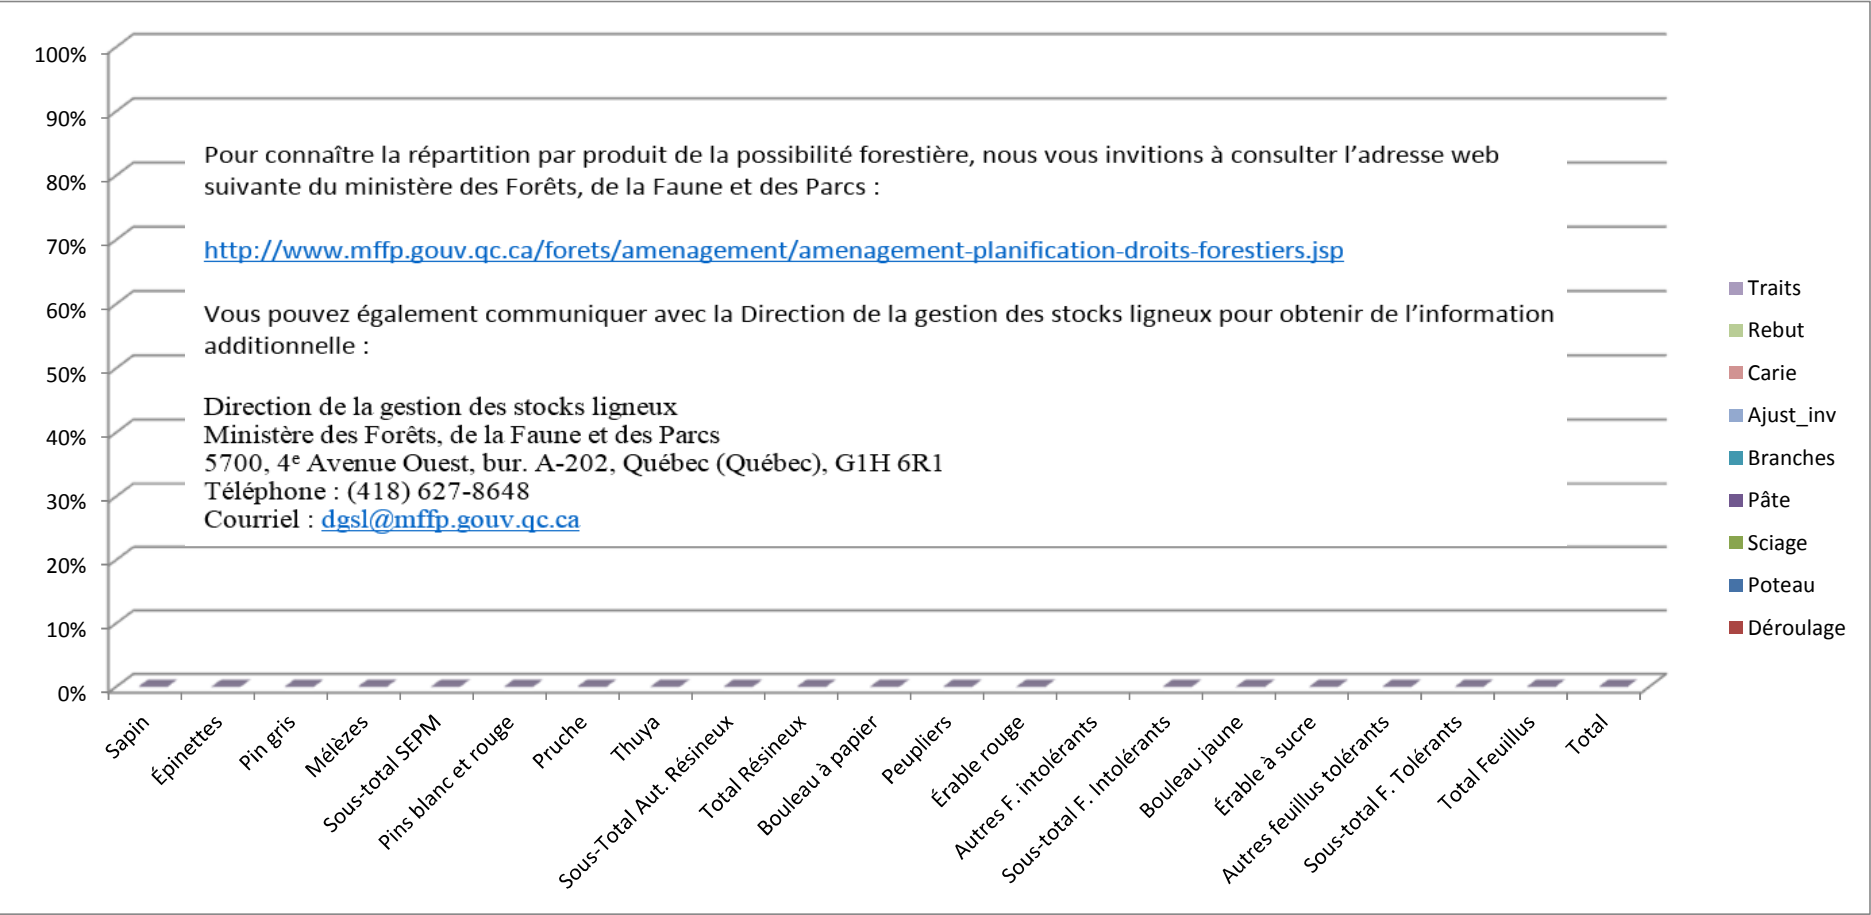 100%
90%
80%
70%
60%
50%
40%
30%
20%
10%
0%
Pour connaître la répartition par produit de la possibilité forestière, nous vous invitions à consulter l’adresse web
suivante du ministère des Forêts, de la Faune et des Parcs :
http://www.mffp.gouv.qc.ca/forets/amenagement/amenagement-planification-droits-forestiers.jsp
Vous pouvez également communiquer avec la Direction de la gestion des stocks ligneux pour obtenir de l’information
additionnelle :
Direction de la gestion des stocks ligneux
Ministère des Forêts, de la Faune et des Parcs
5700, 4e Avenue Ouest, bur. A-202, Québec (Québec), G1H 6R1
Téléphone : (418) 627-8648
Courriel : dgsl@mffp.gouv.qc.ca
Sapin
Épinettes
Pin gris
Mélèzes
Sous-total SEPM
Pins blanc et rouge
Pruche
Thuya
Sous-Total Aut. Résineux
Total Résineux
Bouleau à papier
Peupliers
Érable rouge
Autres F. intolérants
Sous-total F. Intolérants
Bouleau jaune
Érable à sucre
Autres feuillus tolérants
Sous-total F. Tolérants
Total Feuillus
Total
Traits
Rebut
Carie
Ajust_inv
Branches
Pâte
Sciage
Poteau
Déroulage